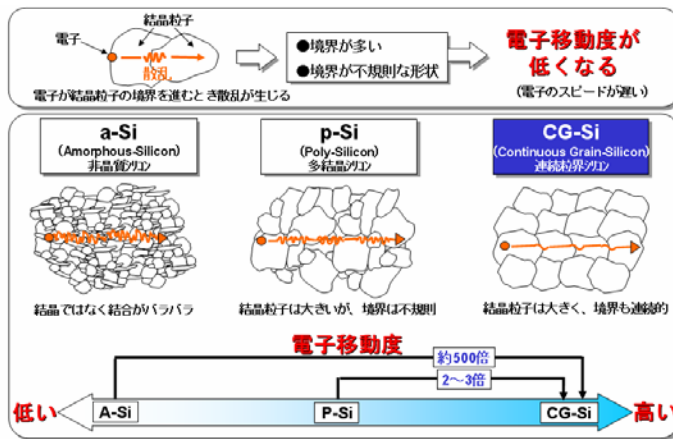 結晶粒子
電子
散乱
電子が結晶粒子の境界を進むとき散乱が生じる
●境界が多い
●境界が不規則な形状
電子移動度が
低くなる
(電子のスピードが遅い)
a-Si
(Amorphous-Silicon)
非晶質シリコン
p-Si
(Poly-Silicon)
多結晶シリコン
CG-Si
(Continuous Grain-Silicon)
連続粒界シリコン
結晶ではなく結合がバラバラ
結晶粒子は大きいが、境界は不規則
結晶粒子は大きく、境界も連続的
電子移動度
約500倍
2～3倍
低い
A-Si
P-Si
CG-Si
高い